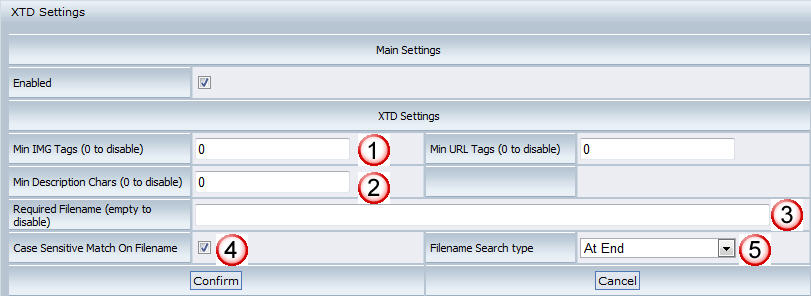 XTD Settings
Main Settings
Enabled
XTD Settings
Min IMG Tags (0 to disable) 0 1 Min URL Tags (0 to disable) 0
Min Description Chars (0 to disable) 0 2
Required Filename (empty to
disable) 3
Case Sensitive Match On Filename 4 Filename Search type At End 5
Confirm Cancel